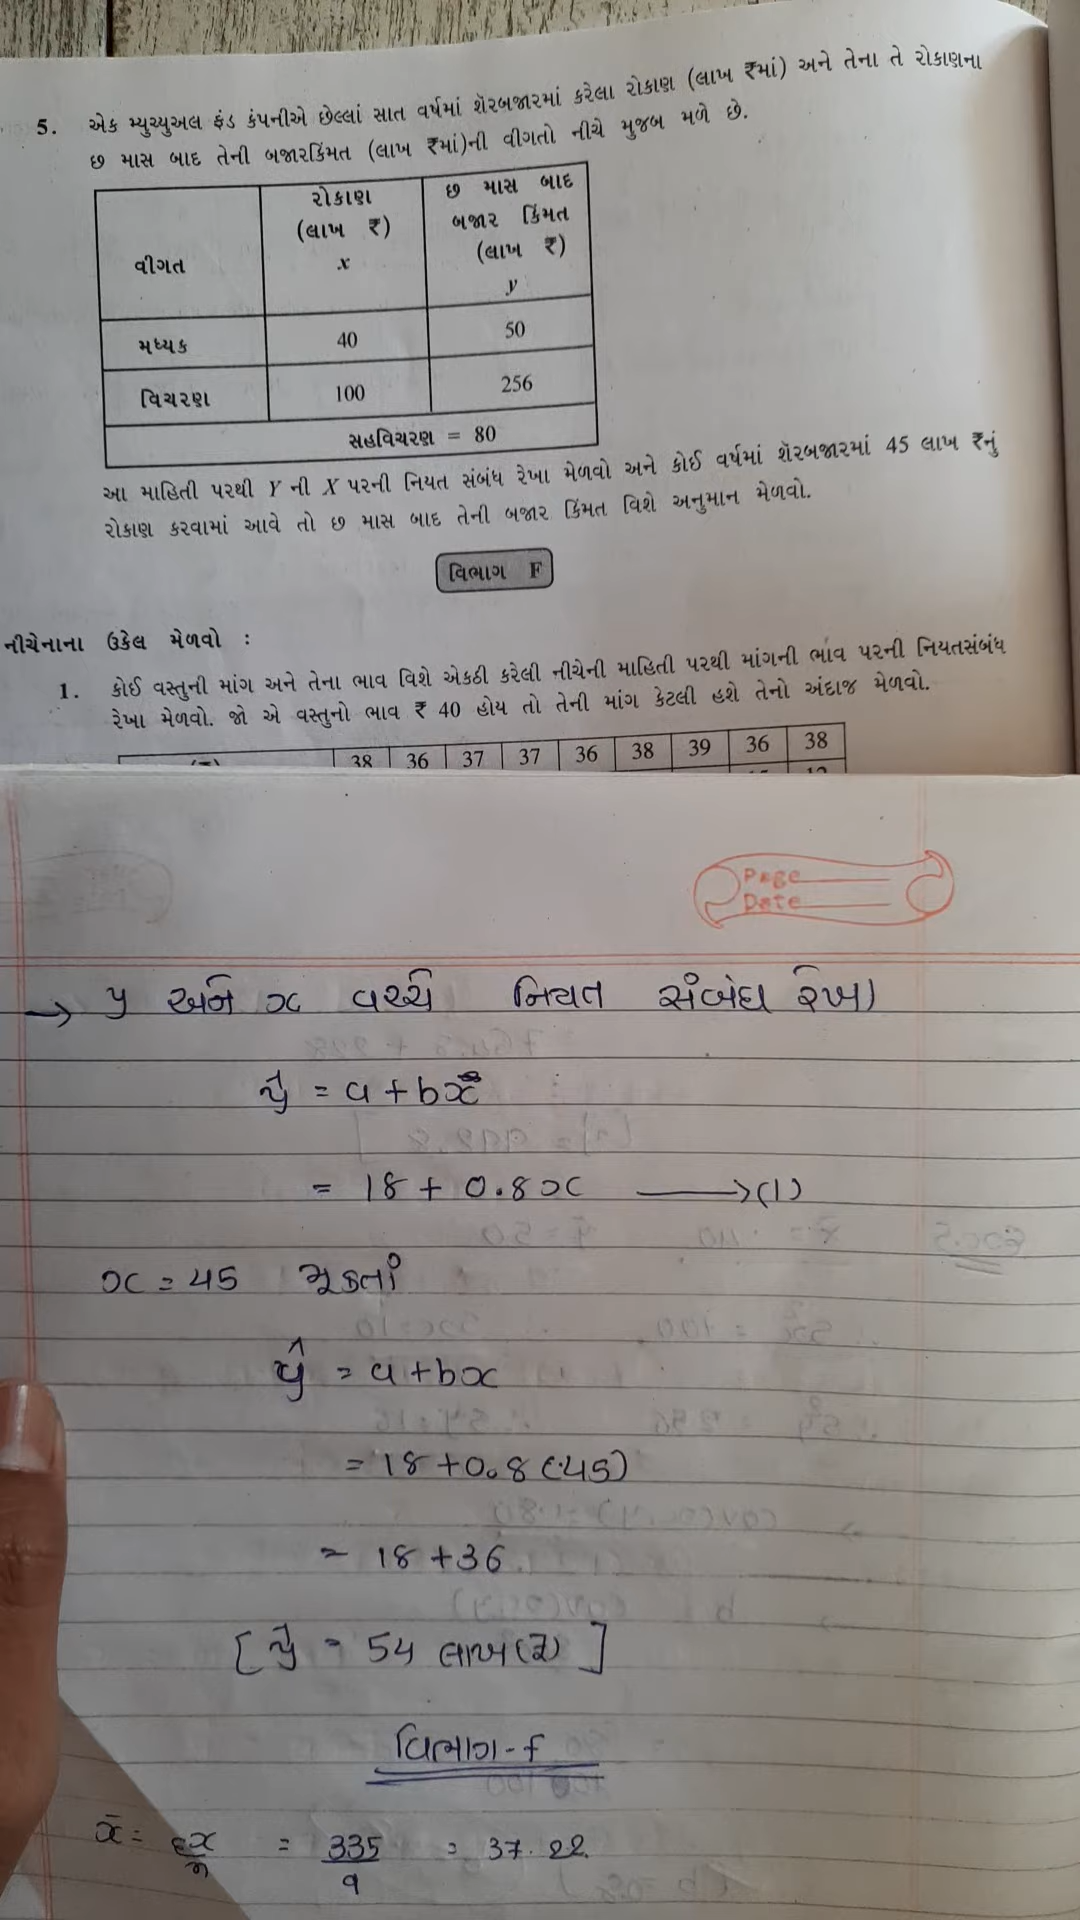 5. એક મ્યુચ્યુઅલ ફંડ કંપનીએ છેલ્લાં સાત વર્ષમાં શૅરબજારમાં કરેલા રોકાણ (લાખ ₹માં) અને તેના તે રોકાણના
છ માસ બાદ તેની બજારકિંમત (લાખ ₹માં)ની વીગતો નીચે મુજબ મળે છે.
વીગત રોકાણ (લાખ ₹) x છ માસ બાદ બજાર કિંમત (લાખ ₹) y
મધ્યક 40 50
વિચરણ 100 256
સહવિચરણ = 80
આ માહિતી પરથી Y ની X પરની નિયત સંબંધ રેખા મેળવો અને કોઈ વર્ષમાં શૅરબજારમાં 45 લાખ ₹નું
રોકાણ કરવામાં આવે તો છ માસ બાદ તેની બજાર કિંમત વિશે અનુમાન મેળવો.
વિભાગ F
નીચેનાના ઉકેલ મેળવો :
1. કોઈ વસ્તુની માંગ અને તેના ભાવ વિશે એકઠી કરેલી નીચેની માહિતી પરથી માંગની ભાવ પરની નિયતસંબંધ
રેખા મેળવો. જો એ વસ્તુનો ભાવ ₹ 40 હોય તો તેની માંગ કેટલી હશે તેનો અંદાજ મેળવો.
38 36 37 37 36 38 39 36 38
Page
Date
→ y અને x વચ્ચે નિયત સંબંધ રેખા
ŷ = a + bx
= 18 + 0.8x ⟶ (1)
x = 45 મૂકતાં
ŷ = a + bx
= 18 + 0.8 (45)
= 18 + 36
[ŷ = 54 લાખ (₹)]
વિભાગ - F
x̄ = Σx/n = 335/9 = 37.22